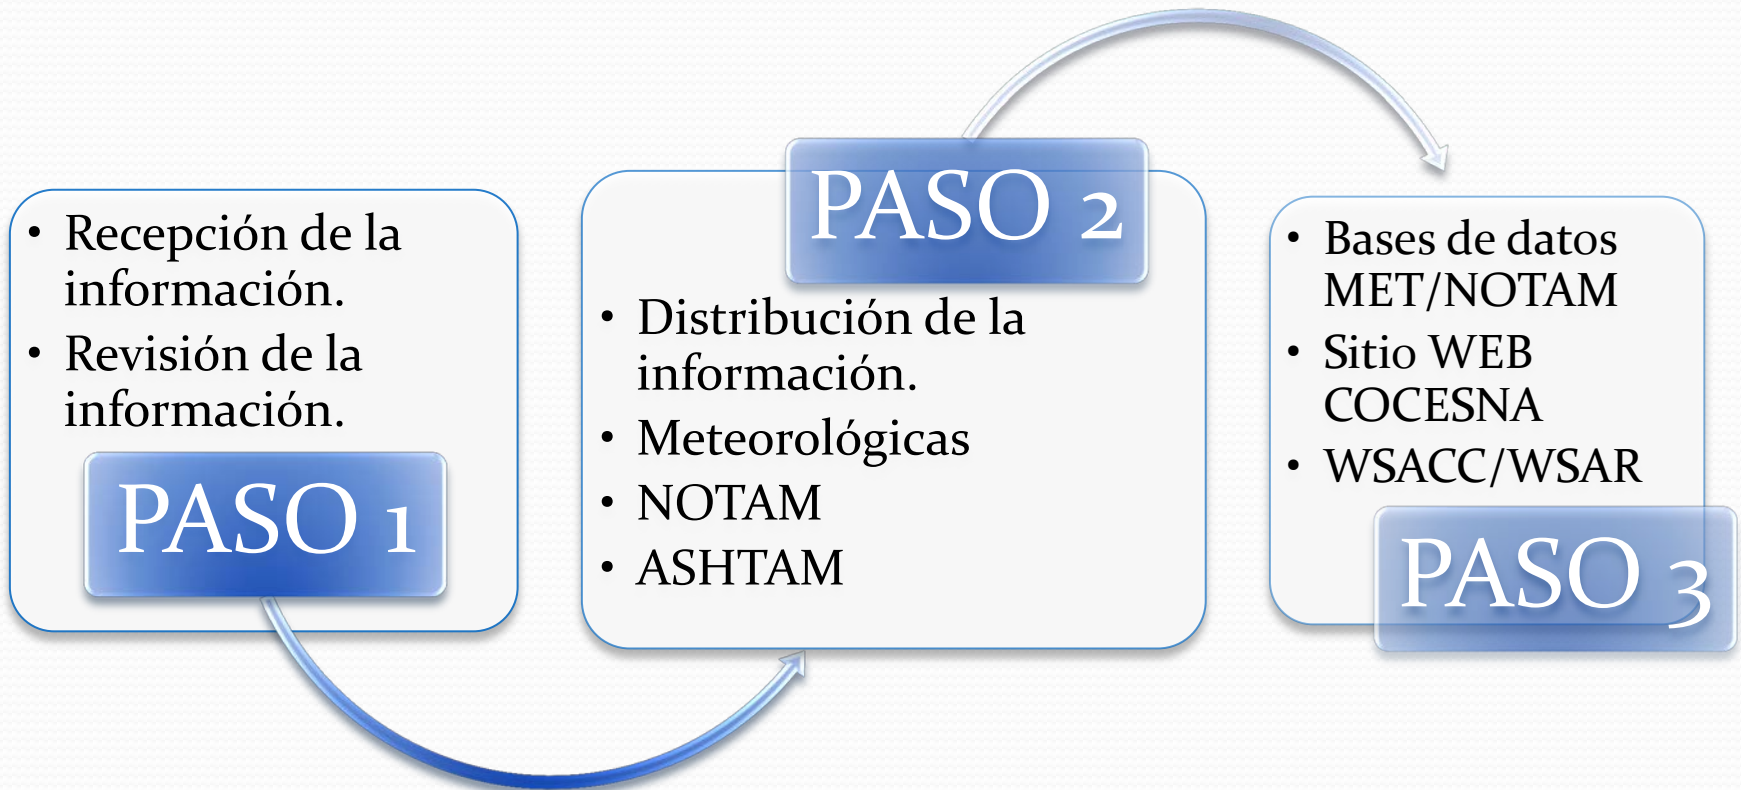 • Recepción de la
información.
• Revisión de la
información.
PASO 1
PASO 2
• Distribución de la
información.
• Meteorológicas
• NOTAM
• ASHTAM
• Bases de datos
MET/NOTAM
• Sitio WEB
COCESNA
• WSACC/WSAR
PASO 3